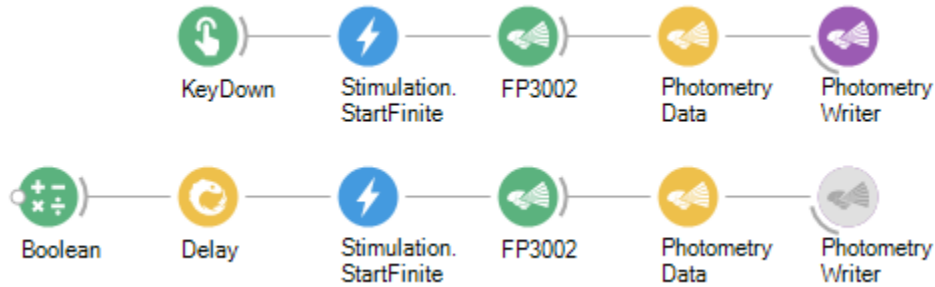 KeyDown
Stimulation.
StartFinite
FP3002
Photometry
Data
Photometry
Writer
Boolean
Delay
Stimulation.
StartFinite
FP3002
Photometry
Data
Photometry
Writer